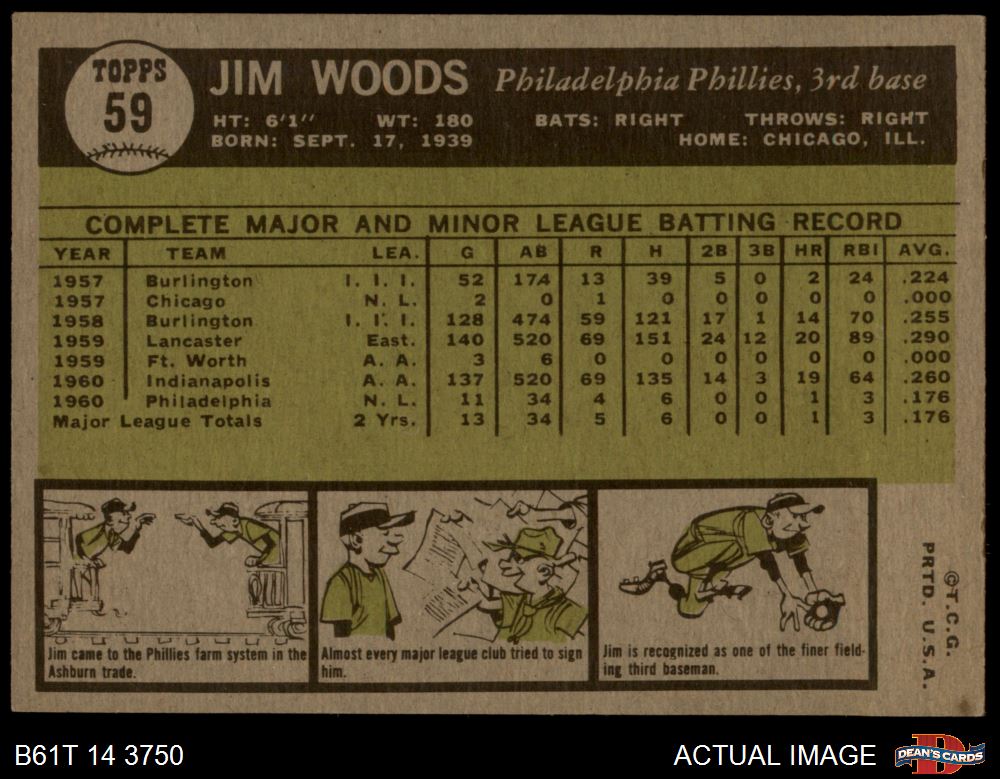 TOPPS
59
JIM WOODS Philadelphia Phillies, 3rd base
HT: 6'1" WT: 180 BATS: RIGHT THROWS: RIGHT
BORN: SEPT. 17, 1939 HOME: CHICAGO, ILL.
COMPLETE MAJOR AND MINOR LEAGUE BATTING RECORD
YEAR TEAM LEA. G AB R H 2B 3B HR RBI AVG.
1957 Burlington I. I. I. 52 174 13 39 5 0 2 24 .224
1957 Chicago N. L. 2 0 1 0 0 0 0 0 .000
1958 Burlington I. I. I. 128 474 59 121 17 1 14 70 .255
1959 Lancaster East. 140 520 69 151 24 12 20 89 .290
1959 Ft. Worth A. A. 3 6 0 0 0 0 0 0 .000
1960 Indianapolis A. A. 137 520 69 135 14 3 19 64 .260
1960 Philadelphia N. L. 11 34 4 6 0 0 1 3 .176
Major League Totals 2 Yrs. 13 34 5 6 0 0 1 3 .176
Jim came to the Phillies farm system in the
Ashburn trade.
Almost every major league club tried to sign
him.
Jim is recognized as one of the finer field-
ing third baseman.
©T.C.G.
PRTD. U.S.A.
B61T 14 3750
ACTUAL IMAGE
DEAN'S CARDS